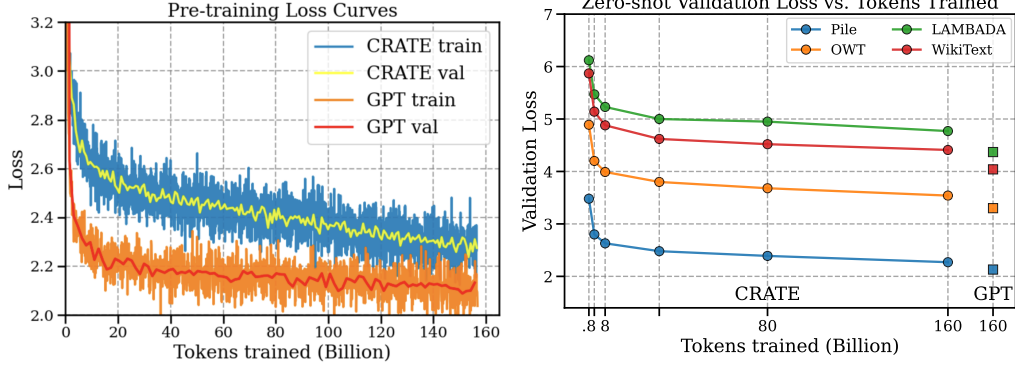 Pre-training Loss Curves
3.2
3.0
2.8
2.6
2.4
2.2
2.0
Loss
CRATE train
CRATE val
GPT train
GPT val
0 20 40 60 80 100 120 140 160
Tokens trained (Billion)
Zero-shot Validation Loss vs. Tokens Trained
7
6
5
4
3
2
Validation Loss
Pile LAMBADA
OWT WikiText
CRATE GPT
.8 8 80 160 160
Tokens trained (Billion)